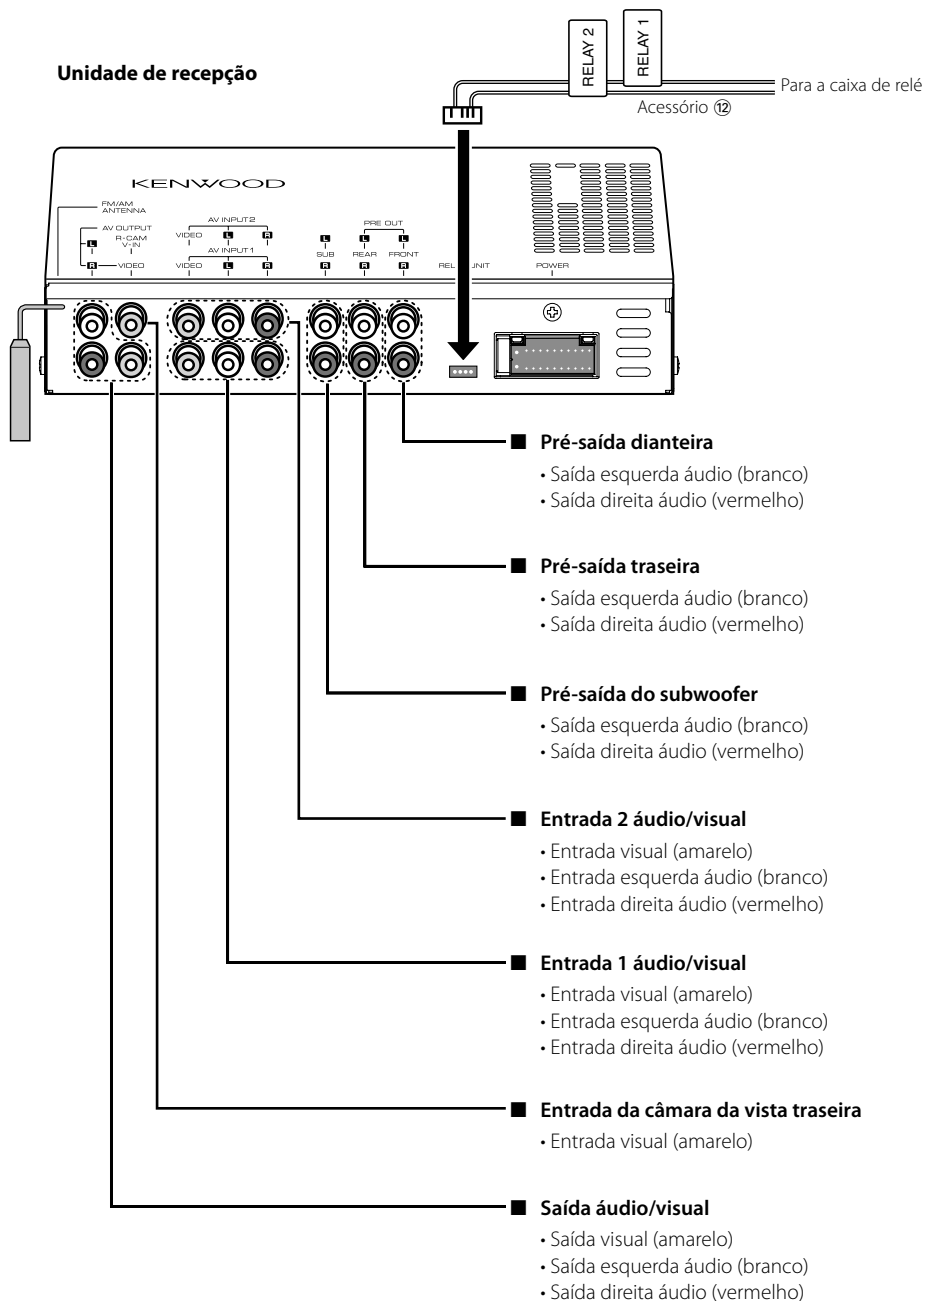 Unidade de recepção
RELAY 2
RELAY 1
Para a caixa de relé
Acessório ⑫
KENWOOD
FM/AM
ANTENNA
AV OUTPUT
L
R-CAM
V-IN
R
VIDEO
AV INPUT2
VIDEO L R
AV INPUT1
VIDEO L R
PRE OUT
L L L
SUB REAR FRONT
R R R
POWER
■ Pré-saída dianteira
• Saída esquerda áudio (branco)
• Saída direita áudio (vermelho)
■ Pré-saída traseira
• Saída esquerda áudio (branco)
• Saída direita áudio (vermelho)
■ Pré-saída do subwoofer
• Saída esquerda áudio (branco)
• Saída direita áudio (vermelho)
■ Entrada 2 áudio/visual
• Entrada visual (amarelo)
• Entrada esquerda áudio (branco)
• Entrada direita áudio (vermelho)
■ Entrada 1 áudio/visual
• Entrada visual (amarelo)
• Entrada esquerda áudio (branco)
• Entrada direita áudio (vermelho)
■ Entrada da câmara da vista traseira
• Entrada visual (amarelo)
■ Saída áudio/visual
• Saída visual (amarelo)
• Saída esquerda áudio (branco)
• Saída direita áudio (vermelho)